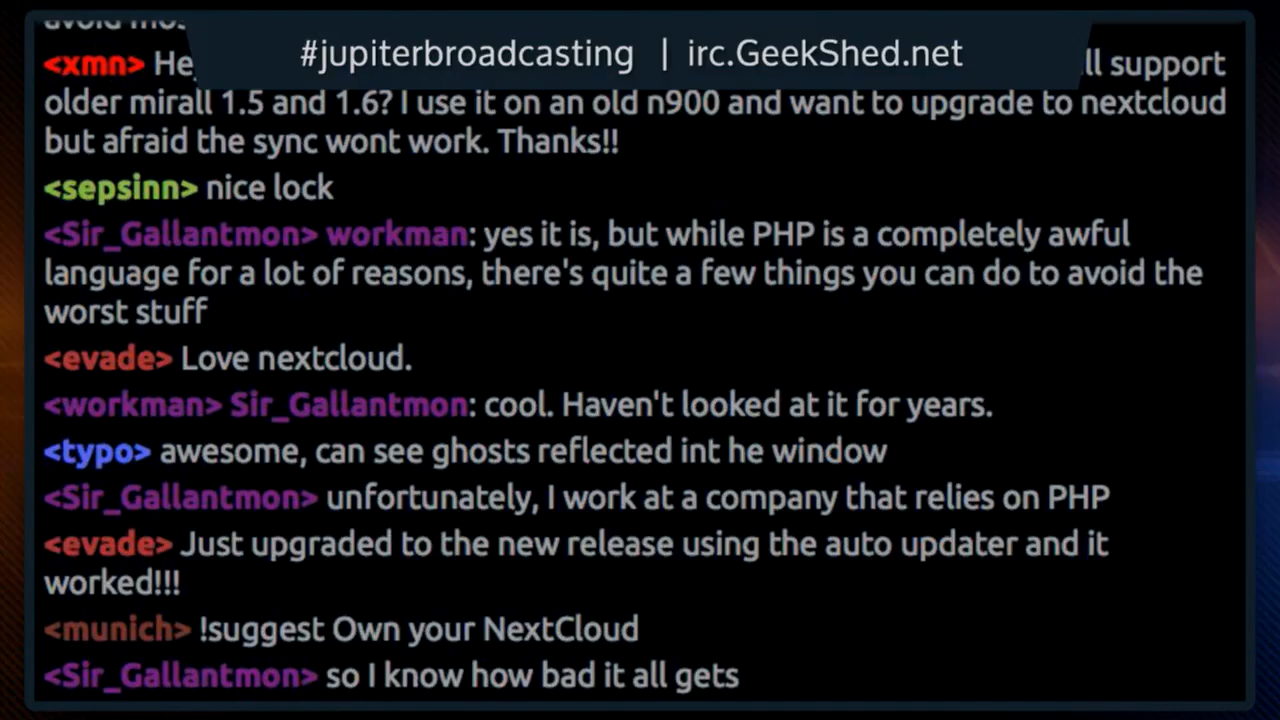 #jupiterbroadcasting | irc.GeekShed.net
<xmn> He ll support
older mirall 1.5 and 1.6? I use it on an old n900 and want to upgrade to nextcloud
but afraid the sync wont work. Thanks!!
<sepsinn> nice lock
<Sir_Gallantmon> workman: yes it is, but while PHP is a completely awful
language for a lot of reasons, there's quite a few things you can do to avoid the
worst stuff
<evade> Love nextcloud.
<workman> Sir_Gallantmon: cool. Haven't looked at it for years.
<typo> awesome, can see ghosts reflected int he window
<Sir_Gallantmon> unfortunately, I work at a company that relies on PHP
<evade> Just upgraded to the new release using the auto updater and it
worked!!!
<munich> !suggest Own your NextCloud
<Sir_Gallantmon> so I know how bad it all gets